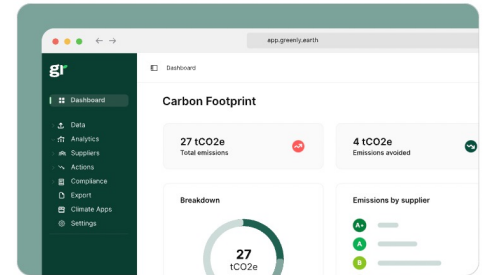 app.greenly.earth
gr
Dashboard
Dashboard
Data
Analytics
Suppliers
Actions
Compliance
Export
Climate Apps
Settings
Carbon Footprint
27 tCO2e
Total emissions
4 tCO2e
Emissions avoided
Breakdown
27
tCO2e
Emissions by supplier
A+
A
B